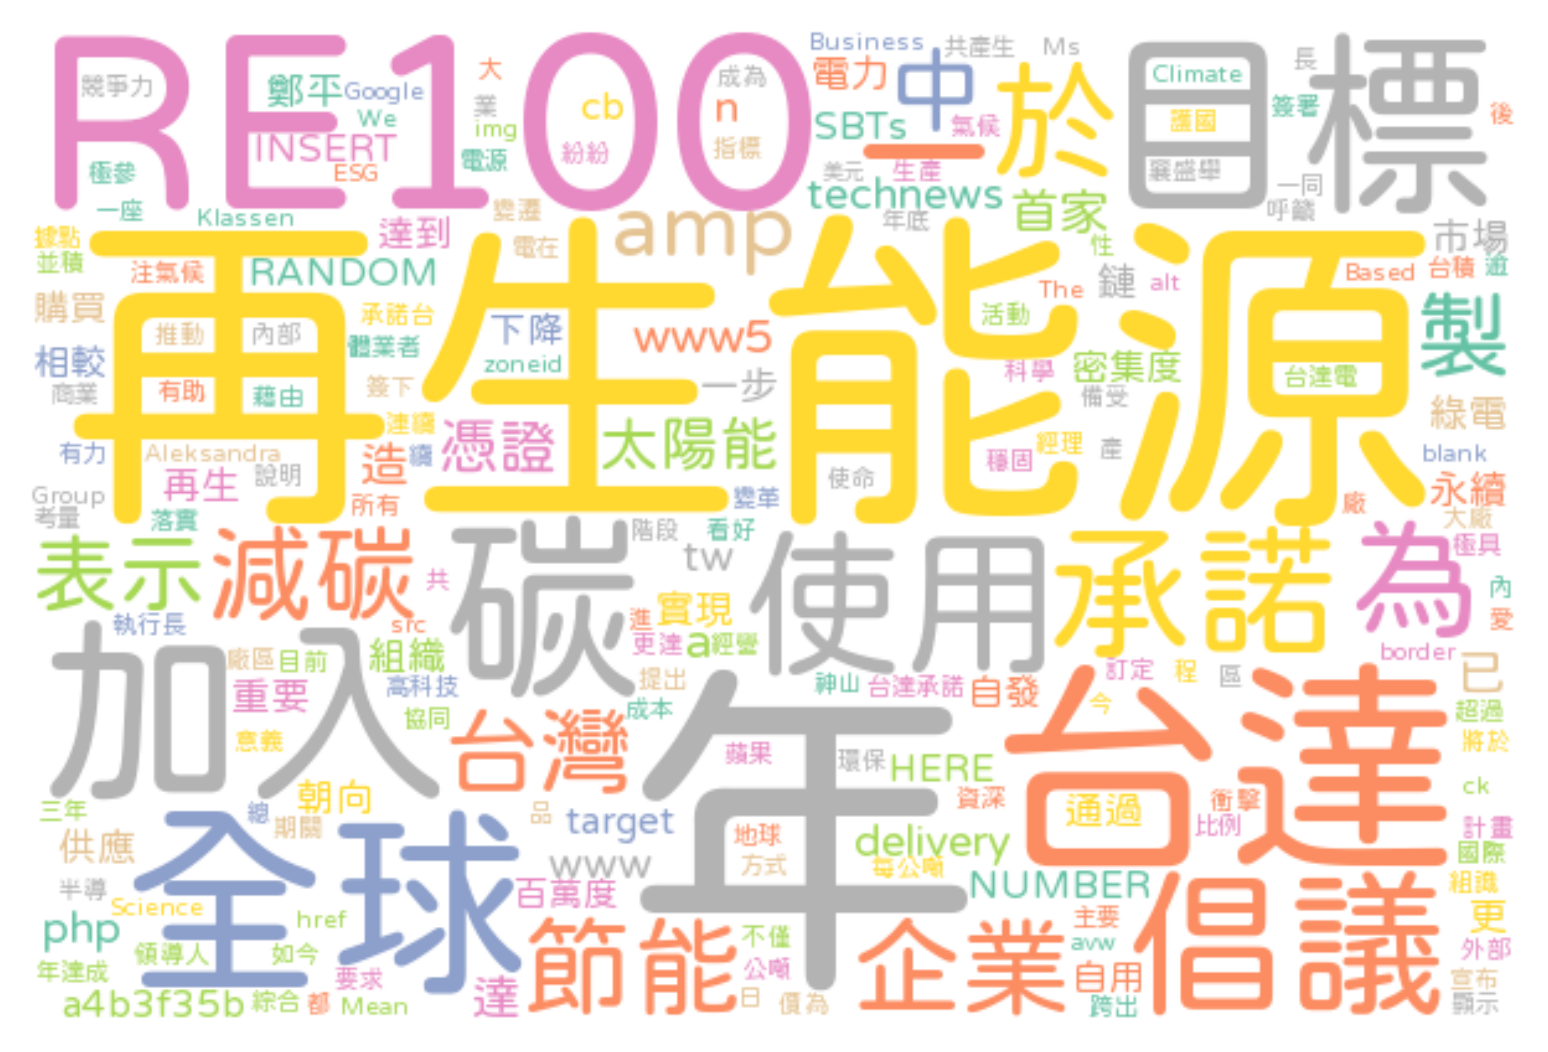 RE100
競爭力
鄭平
Google
We
INSERT
ESG
極參
一座
Klassen
大
業
img
電源
cb
紛紛
成為
n
指標
Business
共產生
Ms
電力
中
於
目標
Climate
護國
襄盛舉
長
簽署
後
SBTs
氣候
一
美元
生產
technews
首家
一同
呼籲
年底
據點
並積
達到
變遷
電在
amp
性
市場
注氣候
RANDOM
再生能源
The
鏈
alt
Based
台積
逾
購買
推動
內部
承諾台
下降
www5
活動
製
相較
體業者
zoneid
科學
密集度
台達電
商業
有助
藉由
簽下
一步
備受
綠電
連續
憑證
太陽能
經理
穩固
產
有力
Aleksandra
造
續
blank
再生
說明
使命
永續
Group
考量
落實
所有
變革
廠
大廠
表示
減碳
碳
階段
看好
tw
使用
承諾
為
極具
共
內
執行長
src
進
實現
更達
a
經營
愛
border
加入
廠區
目前
組織
重要
高科技
提出
神山
台達承諾
自發
訂定
程
區
已
協同
成本
今
超過
意義
台灣
年
台達
將於
蘋果
環保
HERE
三年
朝向
資深
通過
衝擊
ck
總
期關
品
target
地球
比例
計畫
供應
全球
www
方式
delivery
每公噸
國際
半導
百萬度
NUMBER
組識
Science
href
php
節能
不僅
企業
主要
倡議
更
領導人
如今
avw
外部
年達成
要求
公噸
自用
宣布
a4b3f35b
綜合
都
Mean
達
日
價為
跨出
顯示